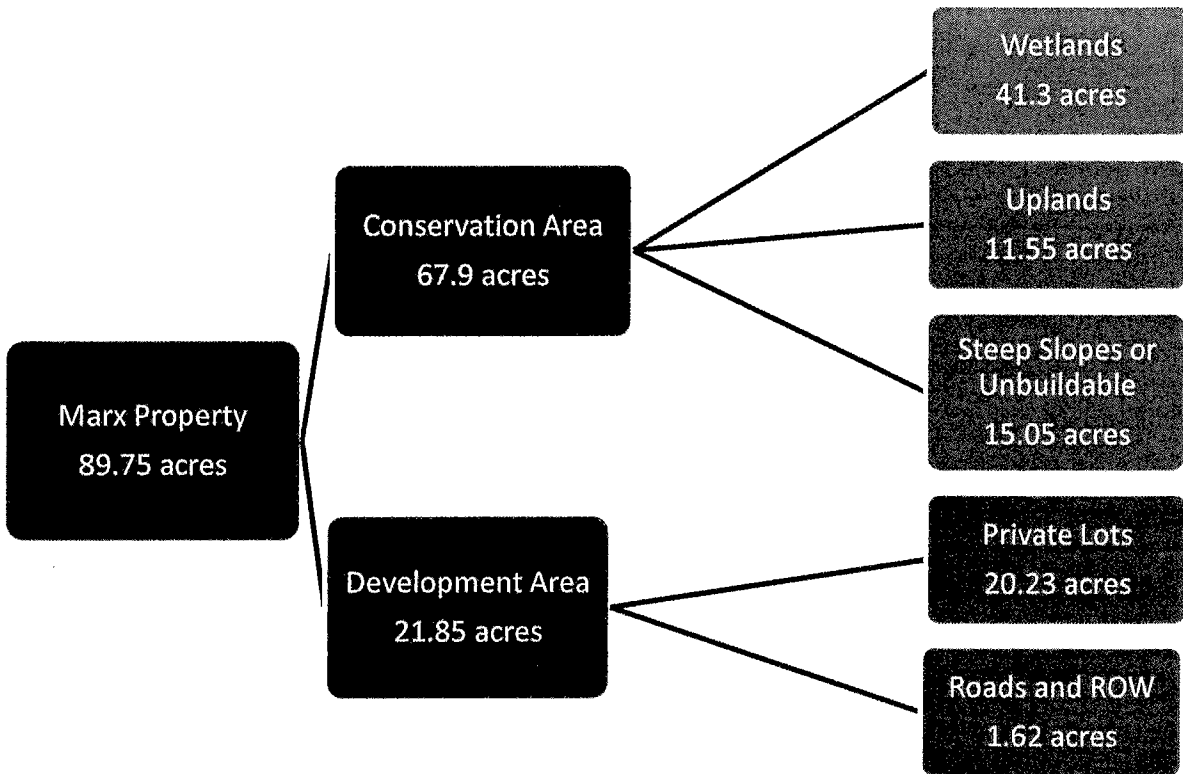 Marx Property
89.75 acres
Conservation Area
67.9 acres
Wetlands
41.3 acres
Uplands
11.55 acres
Steep Slopes or
Unbuildable
15.05 acres
Development Area
21.85 acres
Private Lots
20.23 acres
Roads and ROW
1.62 acres